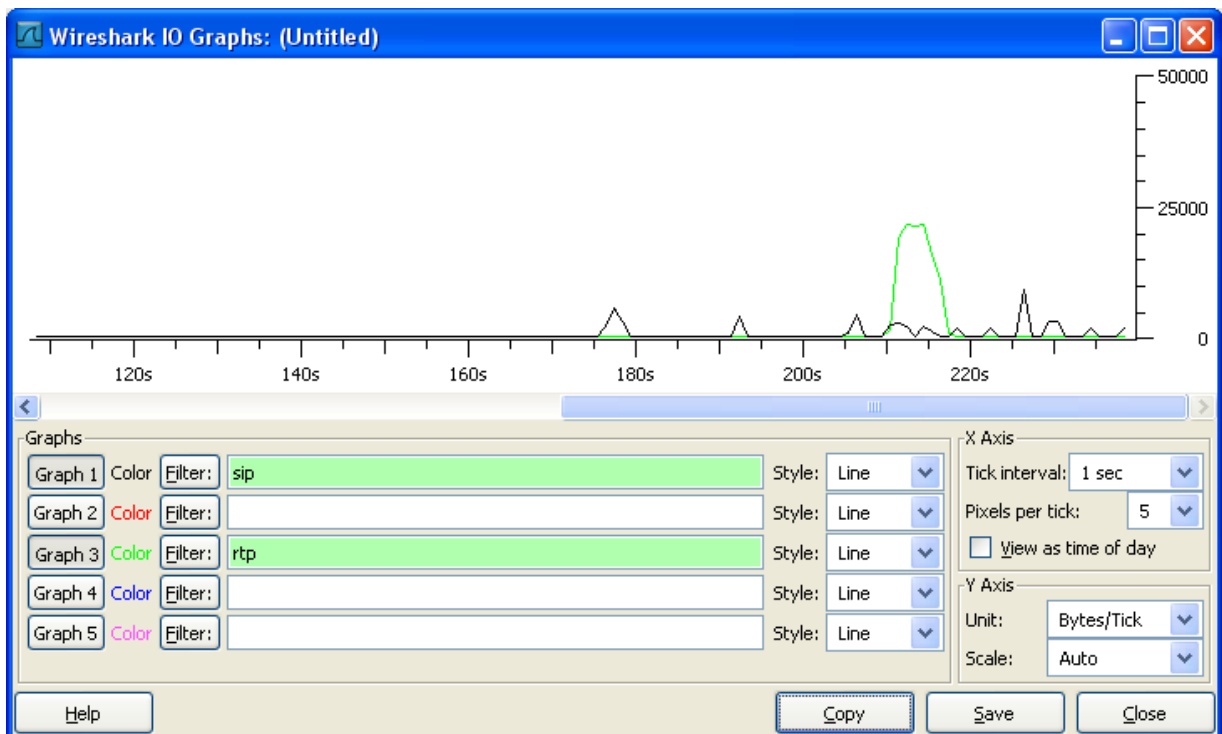 Wireshark IO Graphs: (Untitled)
50000
25000
0
120s 140s 160s 180s 200s 220s
Graphs
Graph 1 Color Filter: sip Style: Line
Graph 2 Color Filter: Style: Line
Graph 3 Color Filter: rtp Style: Line
Graph 4 Color Filter: Style: Line
Graph 5 Color Filter: Style: Line
X Axis
Tick interval: 1 sec
Pixels per tick: 5
View as time of day
Y Axis
Unit: Bytes/Tick
Scale: Auto
Help Copy Save Close